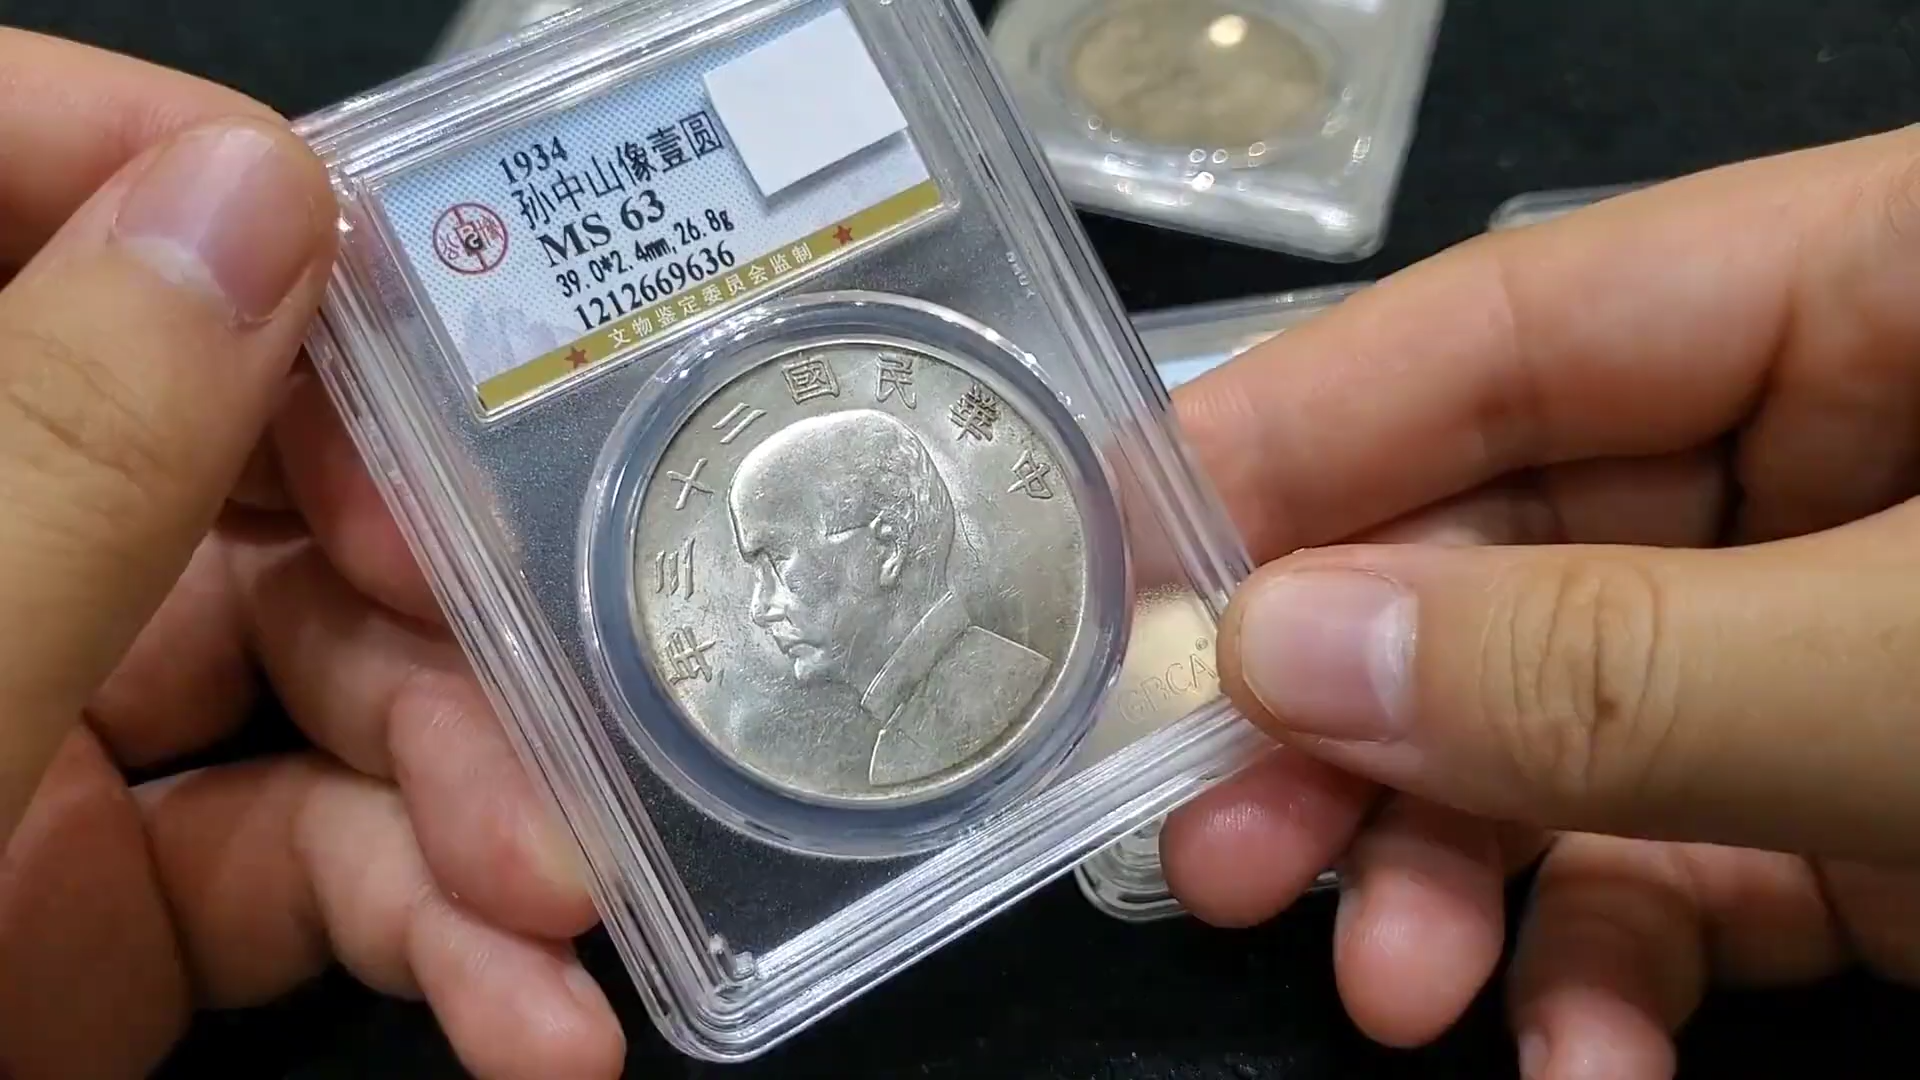 1934
孙中山像壹圆
MS 63
39.0*2.4mm,26.8g
1212669636
★ 文物鉴定委员会监制 ★
中華民國二十三年
GBCA®